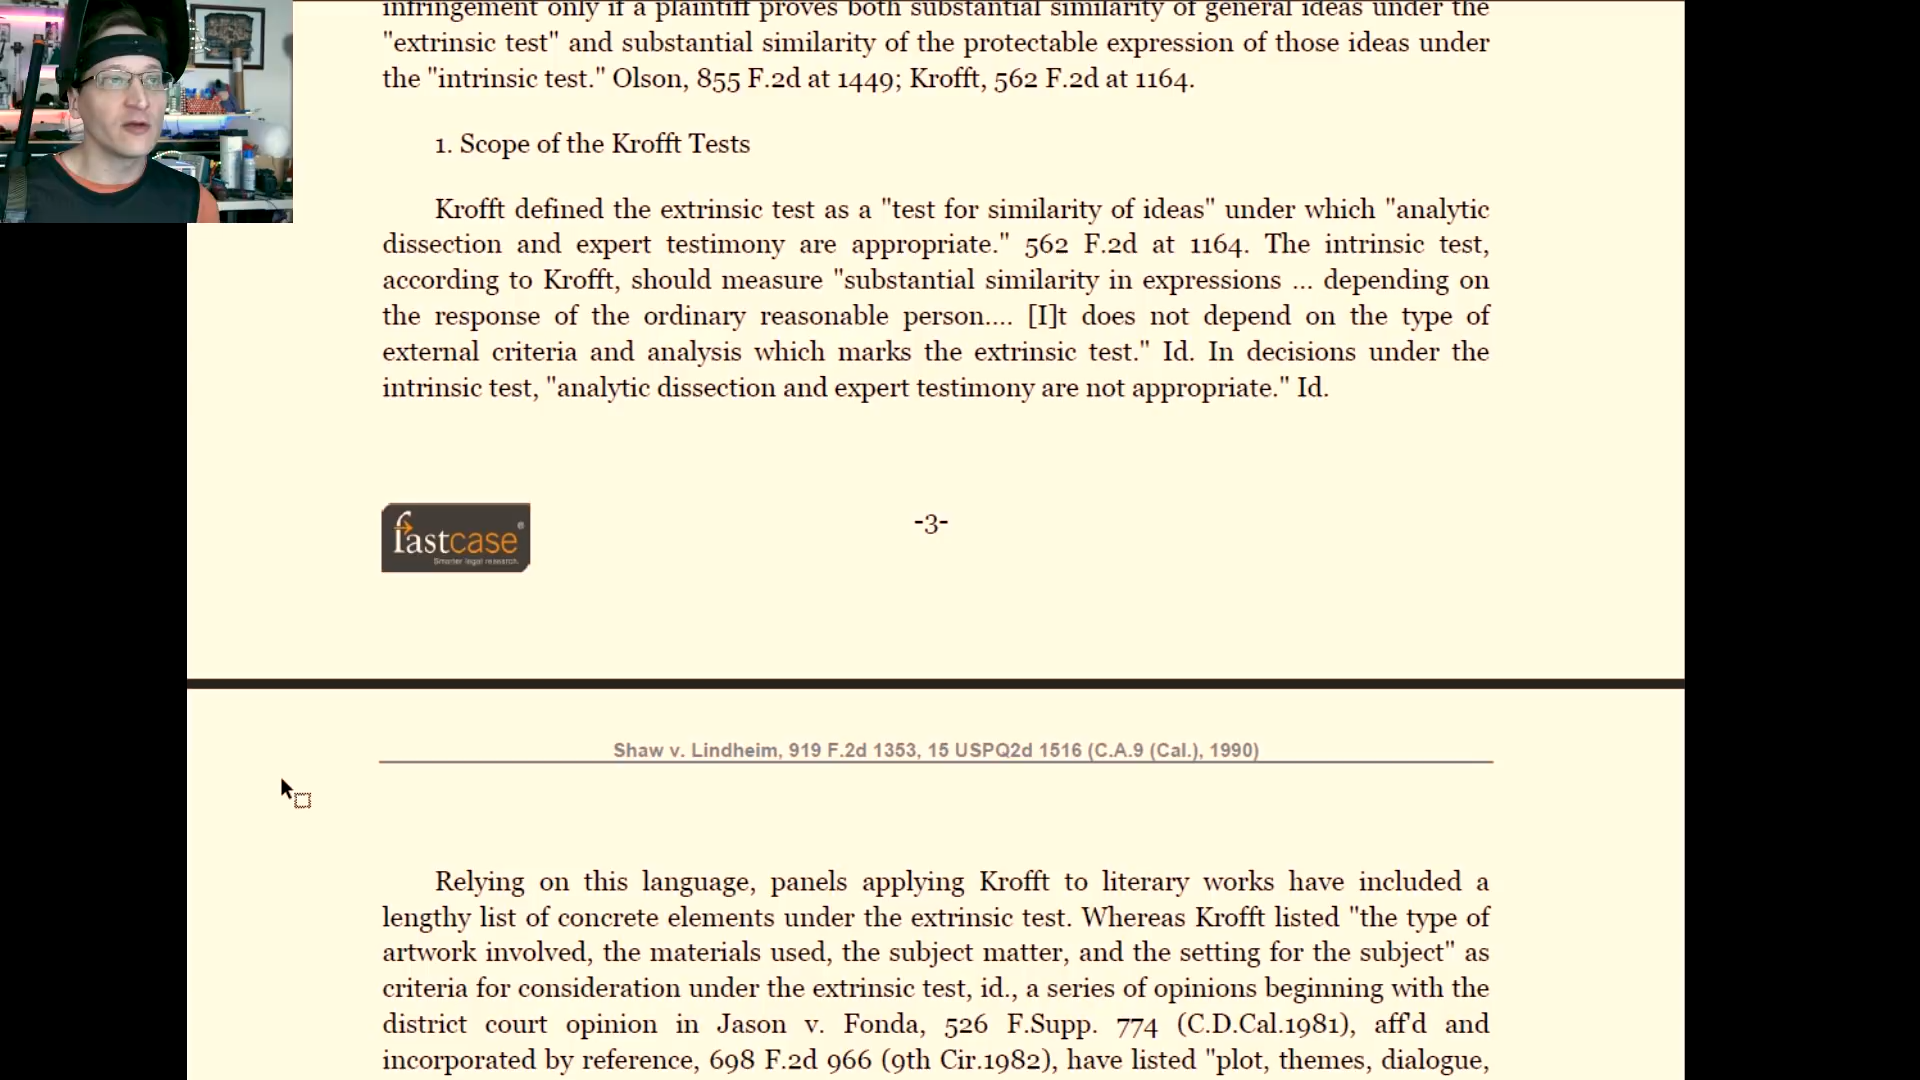 infringement only if a plaintiff proves both substantial similarity of general ideas under the
"extrinsic test" and substantial similarity of the protectable expression of those ideas under
the "intrinsic test." Olson, 855 F.2d at 1449; Krofft, 562 F.2d at 1164.
1. Scope of the Krofft Tests
Krofft defined the extrinsic test as a "test for similarity of ideas" under which "analytic
dissection and expert testimony are appropriate." 562 F.2d at 1164. The intrinsic test,
according to Krofft, should measure "substantial similarity in expressions ... depending on
the response of the ordinary reasonable person.... [I]t does not depend on the type of
external criteria and analysis which marks the extrinsic test." Id. In decisions under the
intrinsic test, "analytic dissection and expert testimony are not appropriate." Id.
fastcase®
Smarter legal research.
-3-
Shaw v. Lindheim, 919 F.2d 1353, 15 USPQ2d 1516 (C.A.9 (Cal.), 1990)
Relying on this language, panels applying Krofft to literary works have included a
lengthy list of concrete elements under the extrinsic test. Whereas Krofft listed "the type of
artwork involved, the materials used, the subject matter, and the setting for the subject" as
criteria for consideration under the extrinsic test, id., a series of opinions beginning with the
district court opinion in Jason v. Fonda, 526 F.Supp. 774 (C.D.Cal.1981), aff'd and
incorporated by reference, 698 F.2d 966 (9th Cir.1982), have listed "plot, themes, dialogue,